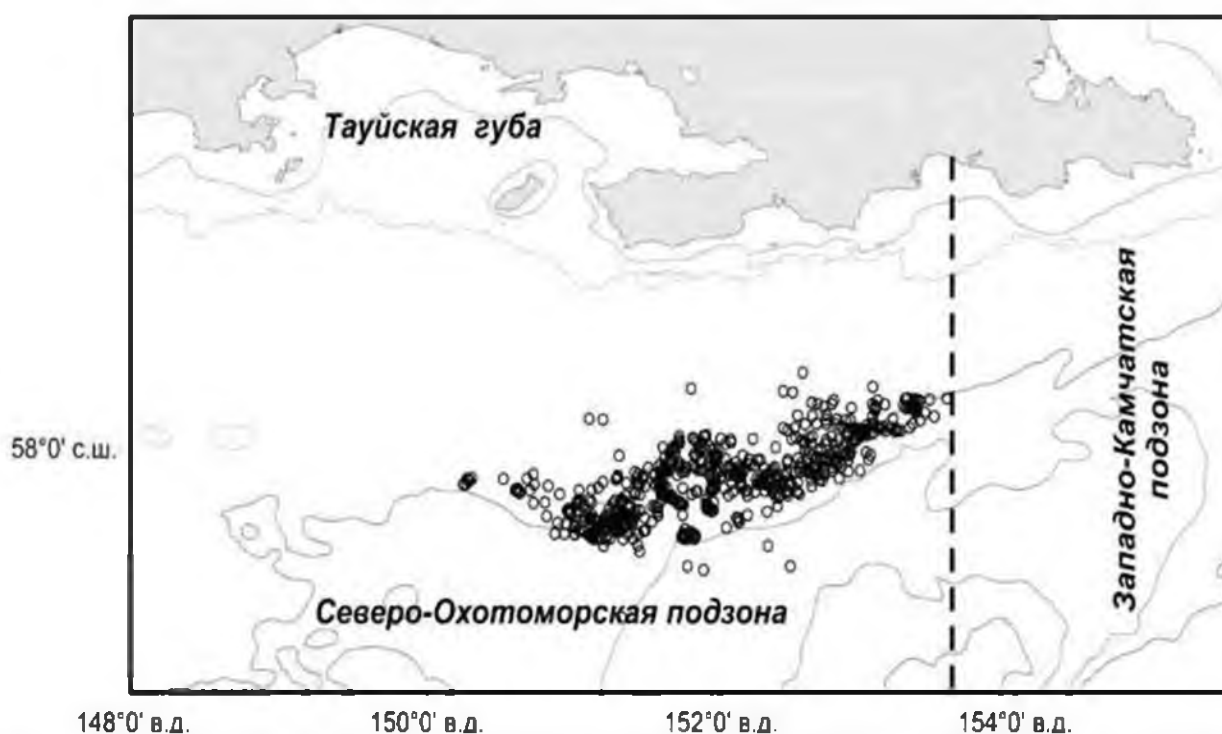 Тауйская губа
Западно-Камчатская
подзона
58°0' с.ш.
Северо-Охотоморская подзона
148°0' в.д.
150°0' в.д.
152°0' в.д.
154°0' в.д.